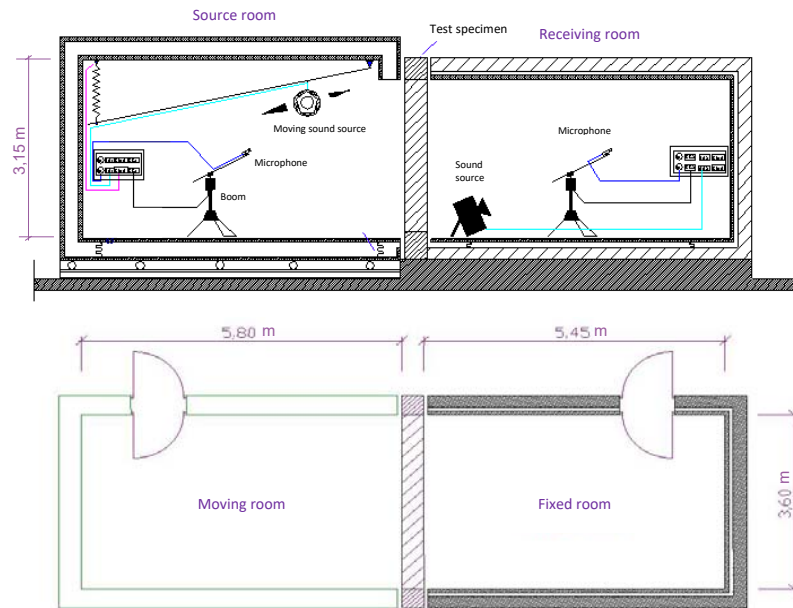 Source room
Test specimen
Receiving room
3,15 m
Moving sound source
Microphone
Boom
Microphone
Sound
source
5,80 m
5,45 m
Moving room
Fixed room
3,60 m